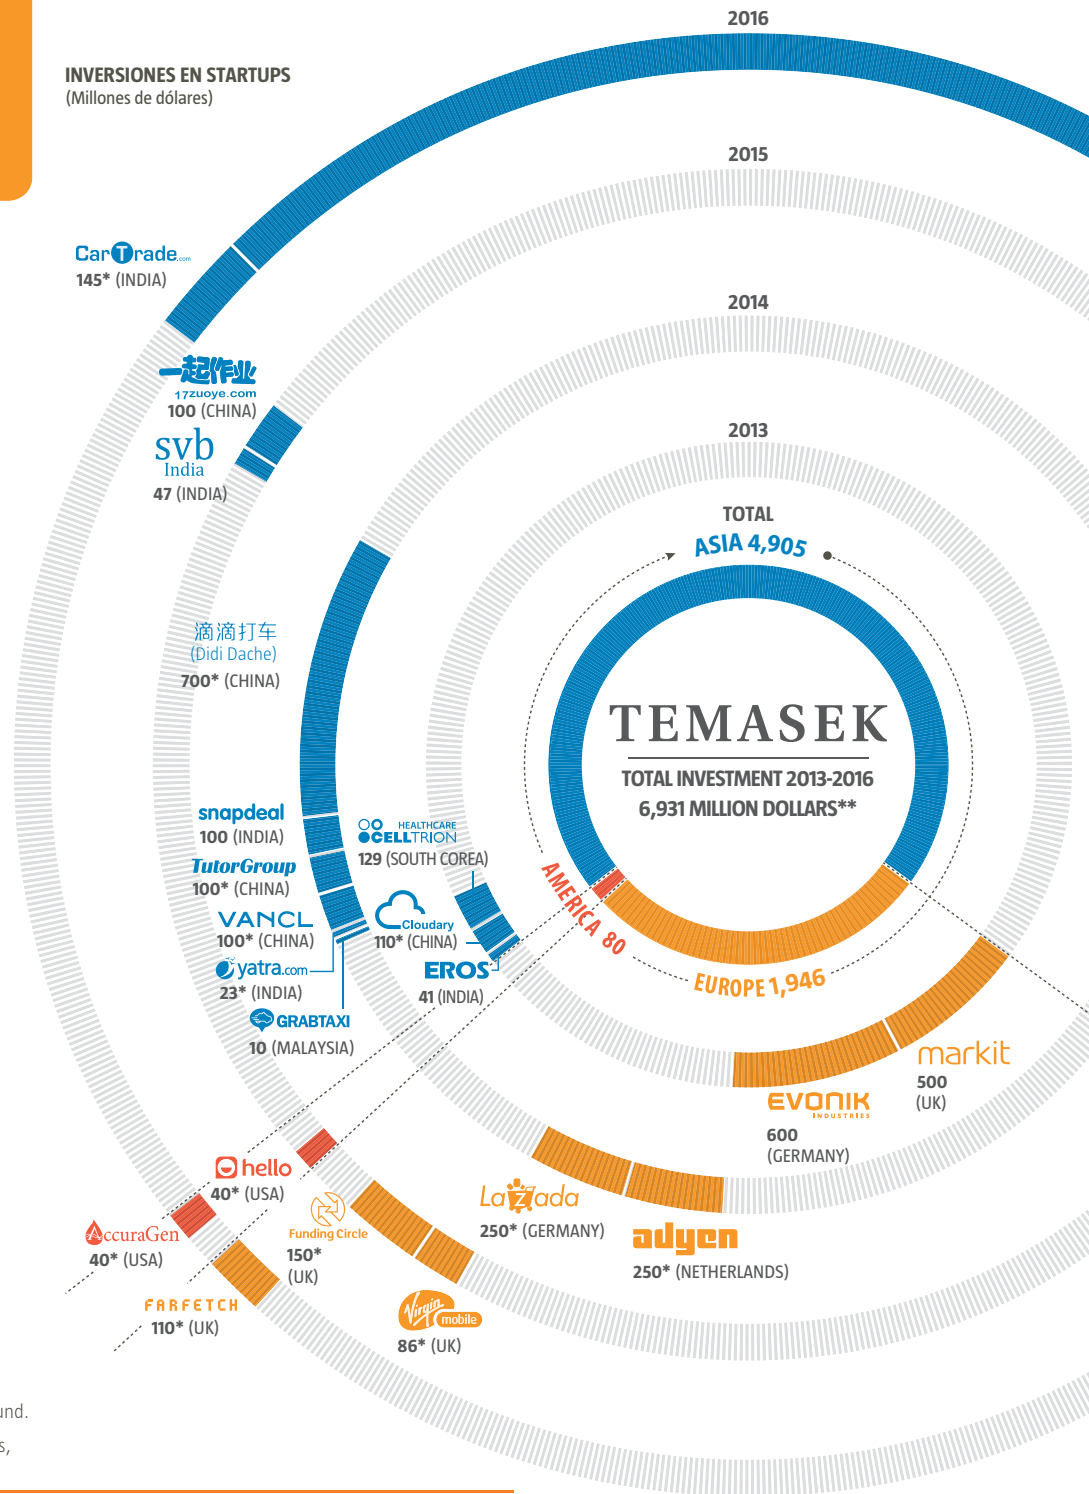 2016
INVERSIONES EN STARTUPS
(Millones de dólares)
2015
CarTrade.com
145* (INDIA)
2014
一起作业
17zuoye.com
100 (CHINA)
2013
svb
India
47 (INDIA)
TOTAL
ASIA 4,905
滴滴打车
(Didi Dache)
700* (CHINA)
TEMASEK
TOTAL INVESTMENT 2013-2016
6,931 MILLION DOLLARS**
snapdeal
100 (INDIA)
HEALTHCARE
CELLTRION
129 (SOUTH COREA)
TutorGroup
100* (CHINA)
VANCL
100* (CHINA)
Cloudary
110* (CHINA)
AMERICA 80
yatra.com
23* (INDIA)
EROS
41 (INDIA)
EUROPE 1,946
GRABTAXI
10 (MALAYSIA)
markit
500
(UK)
EVONIK
INDUSTRIES
600
(GERMANY)
hello
40* (USA)
AccuraGen
40* (USA)
Funding Circle
150*
(UK)
Lazada
250* (GERMANY)
adyen
250* (NETHERLANDS)
FARFETCH
110* (UK)
Virgin
mobile
86* (UK)
und.
s,